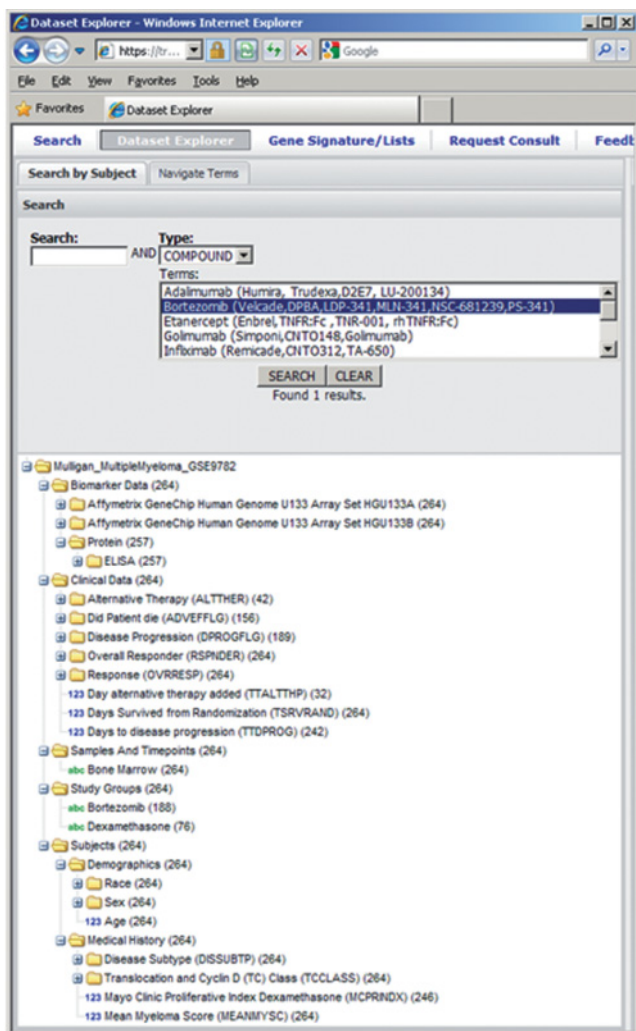 Dataset Explorer - Windows Internet Explorer
https://tr... Google
File Edit View Favorites Tools Help
Favorites Dataset Explorer
Search Dataset Explorer Gene Signature/Lists Request Consult Feedb
Search by Subject Navigate Terms
Search
Search: Type:
AND COMPOUND
Terms:
Adalimumab (Humira, Trudexa,D2E7, LU-200134)
Bortezomib (Velcade,DPBA,LDP-341,MLN-341,NSC-681239,PS-341)
Etanercept (Enbrel,TNFR:Fc ,TNR-001, rhTNFR:Fc)
Golimumab (Simponi,CNTO148,Golimumab)
Infliximab (Remicade,CNTO312,TA-650)
SEARCH CLEAR
Found 1 results.
Mulligan_MultipleMyeloma_GSE9782
Biomarker Data (264)
Affymetrix GeneChip Human Genome U133 Array Set HGU133A (264)
Affymetrix GeneChip Human Genome U133 Array Set HGU133B (264)
Protein (257)
ELISA (257)
Clinical Data (264)
Alternative Therapy (ALTTHER) (42)
Did Patient die (ADVEFFLG) (156)
Disease Progression (DPROGFLG) (189)
Overall Responder (RSPNDER) (264)
Response (OVRRESP) (264)
123 Day alternative therapy added (TTALTTHP) (32)
123 Days Survived from Randomization (TSRVRAND) (264)
123 Days to disease progression (TTDPROG) (242)
Samples And Timepoints (264)
abc Bone Marrow (264)
Study Groups (264)
abc Bortezomib (188)
abc Dexamethasone (76)
Subjects (264)
Demographics (264)
Race (264)
Sex (264)
123 Age (264)
Medical History (264)
Disease Subtype (DISSUBTP) (264)
Translocation and Cyclin D (TC) Class (TCCLASS) (264)
123 Mayo Clinic Proliferative Index Dexamethasone (MCPRINDX) (246)
123 Mean Myeloma Score (MEANMYSC) (264)